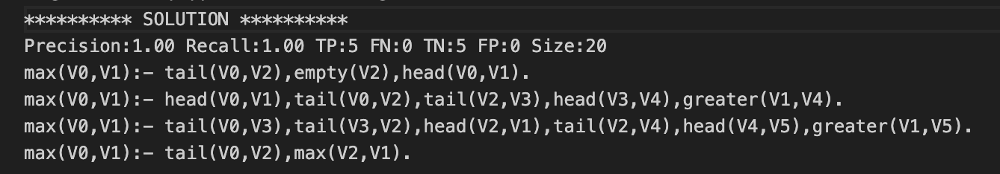 ********** SOLUTION **********
Precision:1.00 Recall:1.00 TP:5 FN:0 TN:5 FP:0 Size:20
max(V0,V1):- tail(V0,V2),empty(V2),head(V0,V1).
max(V0,V1):- head(V0,V1),tail(V0,V2),tail(V2,V3),head(V3,V4),greater(V1,V4).
max(V0,V1):- tail(V0,V3),tail(V3,V2),head(V2,V1),tail(V2,V4),head(V4,V5),greater(V1,V5).
max(V0,V1):- tail(V0,V2),max(V2,V1).